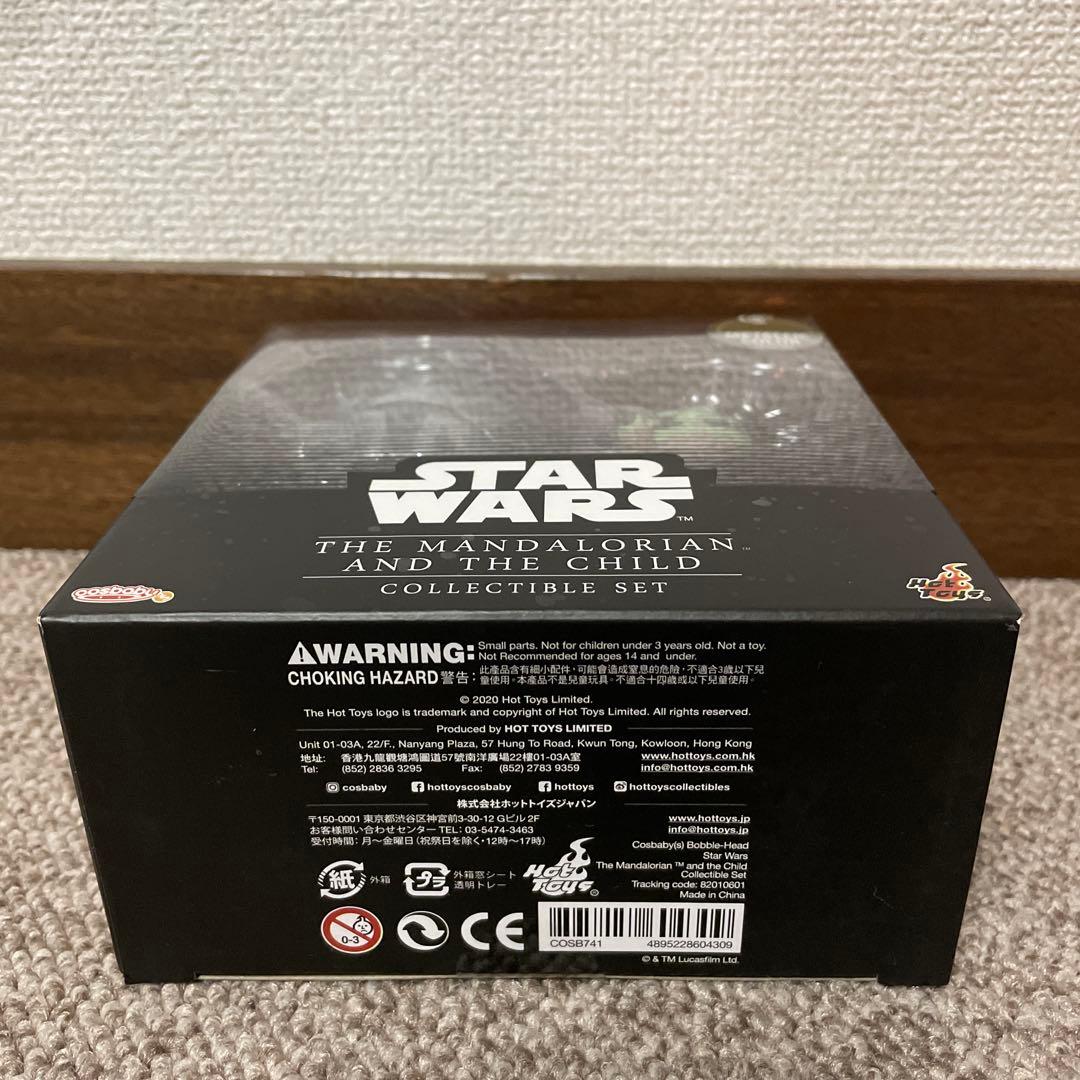 STAR
WARS™
THE MANDALORIAN™
AND THE CHILD
COLLECTIBLE SET
cosbaby
Hot
Toys®
⚠WARNING: Small parts. Not for children under 3 years old. Not a toy.
Not Recommended for ages 14 and under.
CHOKING HAZARD 警告: 此產品含有細小配件,可能會造成窒息的危險,不適合3歲以下兒
童使用。本產品不是兒童玩具。不適合十四歲或以下兒童使用。
© 2020 Hot Toys Limited.
The Hot Toys logo is trademark and copyright of Hot Toys Limited. All rights reserved.
Produced by HOT TOYS LIMITED
Unit 01-03A, 22/F., Nanyang Plaza, 57 Hung To Road, Kwun Tong, Kowloon, Hong Kong
地址: 香港九龍觀塘鴻圖道57號南洋廣場22樓01-03A室 www.hottoys.com.hk
Tel: (852) 2836 3295 Fax: (852) 2783 9359 info@hottoys.com.hk
cosbaby hottoyscosbaby hottoys hottoyscollectibles
株式会社ホットトイズジャパン
〒150-0001 東京都渋谷区神宮前3-30-12 Gビル 2F www.hottoys.jp
お客様問い合わせセンター TEL: 03-5474-3463 info@hottoys.jp
受付時間:月~金曜日(祝祭日を除く・12時~17時)
Cosbaby(s) Bobble-Head
Star Wars
The Mandalorian ™ and the Child
Collectible Set
Tracking code: 82010601
Made in China
紙 外箱
プラ 外箱窓シート
透明トレー
Hot
Toys®
0-3
CE
COSB741 4895228604309
© & TM Lucasfilm Ltd.